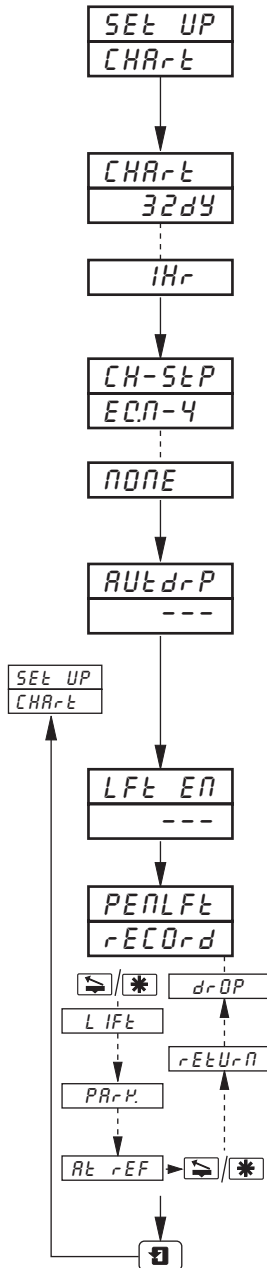 SEt UP
CHArt
CHArt
32dY
1Hr
CH-StP
EC.N-4
NONE
AUtdrP
---
SEt UP
CHArt
LFt EN
---
PENLFt
rECOrd
/
drOP
LIFt
rEtUrN
PArK.
At rEF
/